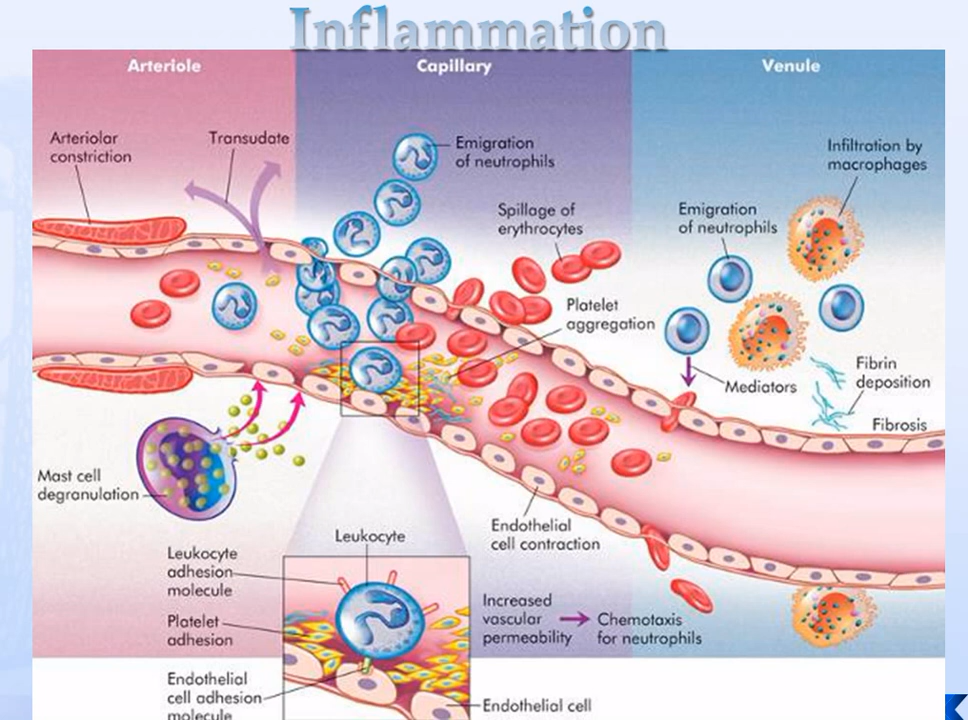 Inflammation
Arteriole
Capillary
Venule
Arteriolar
constriction
Transudate
Emigration
of neutrophils
Infiltration by
macrophages
Spillage of
erythrocytes
Emigration
of neutrophils
Platelet
aggregation
Mediators
Fibrin
deposition
Fibrosis
Mast cell
degranulation
Endothelial
cell contraction
Leukocyte
Leukocyte
adhesion
molecule
Platelet
adhesion
Increased
vascular
permeability
Chemotaxis
for neutrophils
Endothelial
cell adhesion
molecule
Endothelial cell